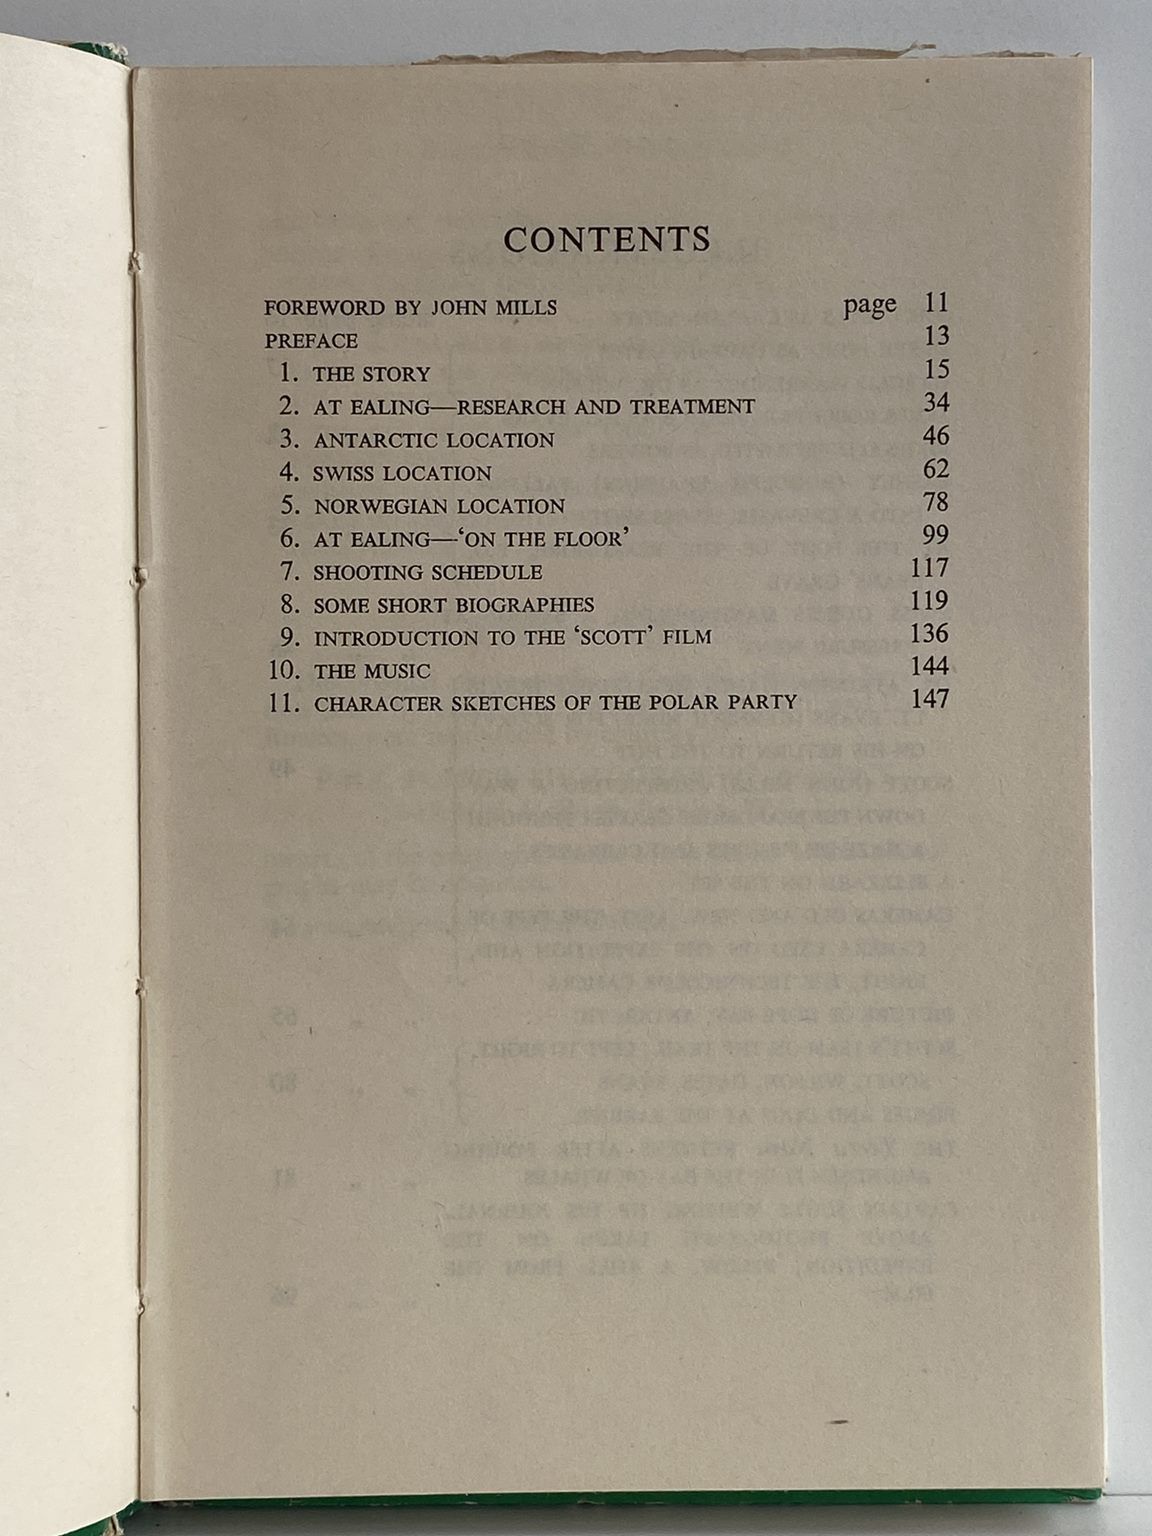 CONTENTS
FOREWORD BY JOHN MILLS page 11
PREFACE 13
1. THE STORY 15
2. AT EALING—RESEARCH AND TREATMENT 34
3. ANTARCTIC LOCATION 46
4. SWISS LOCATION 62
5. NORWEGIAN LOCATION 78
6. AT EALING—‘ON THE FLOOR’ 99
7. SHOOTING SCHEDULE 117
8. SOME SHORT BIOGRAPHIES 119
9. INTRODUCTION TO THE ‘SCOTT’ FILM 136
10. THE MUSIC 144
11. CHARACTER SKETCHES OF THE POLAR PARTY 147